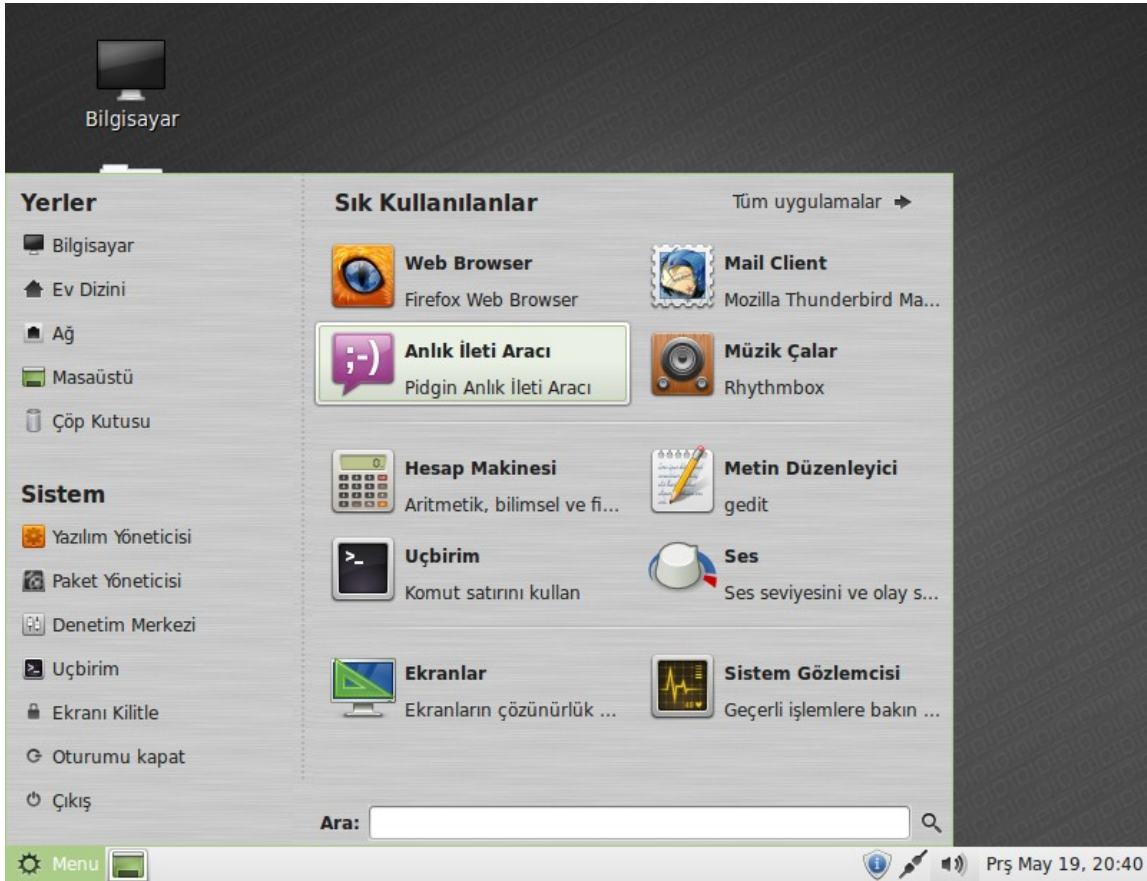 Bilgisayar
Yerler
Bilgisayar
Ev Dizini
Ağ
Masaüstü
Çöp Kutusu
Sistem
Yazılım Yöneticisi
Paket Yöneticisi
Denetim Merkezi
Uçbirim
Ekranı Kilitle
Oturumu kapat
Çıkış
Sık Kullanılanlar
Tüm uygulamalar
Web Browser
Firefox Web Browser
Mail Client
Mozilla Thunderbird Ma...
;-)
Anlık İleti Aracı
Pidgin Anlık İleti Aracı
Müzik Çalar
Rhythmbox
Hesap Makinesi
Aritmetik, bilimsel ve fi...
Metin Düzenleyici
gedit
Uçbirim
Komut satırını kullan
Ses
Ses seviyesini ve olay s...
Ekranlar
Ekranların çözünürlük ...
Sistem Gözlemcisi
Geçerli işlemlere bakın ...
Ara:
Menu
Prş May 19, 20:40